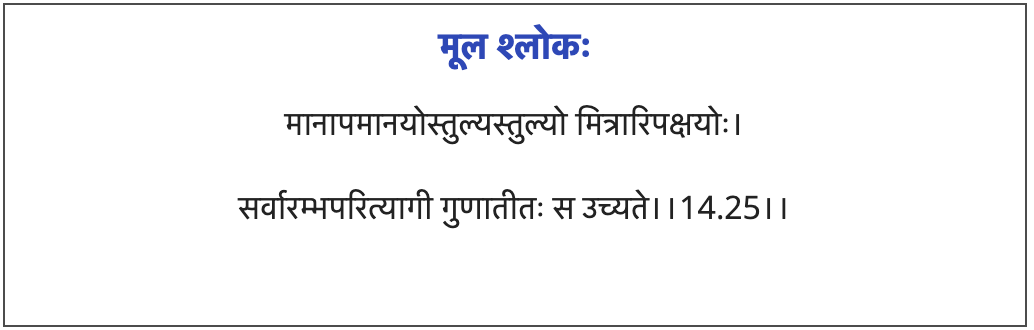 मूल श्लोकः
मानापमानयोस्तुल्यस्तुल्यो मित्रारिपक्षयोः।
सर्वारम्भपरित्यागी गुणातीतः स उच्यते।।14.25।।